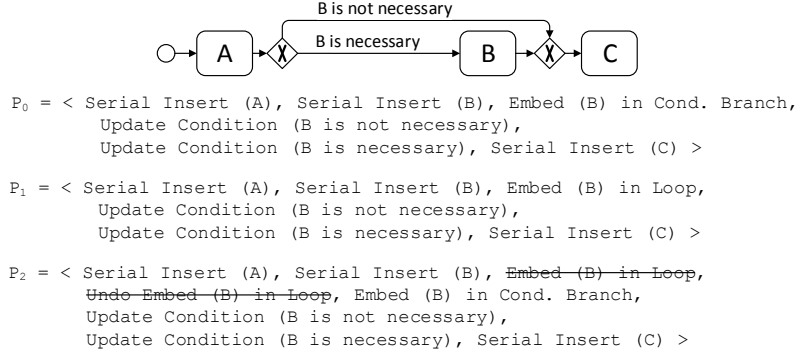 B is not necessary
A
X
B is necessary
B
X
C
P0 = < Serial Insert (A), Serial Insert (B), Embed (B) in Cond. Branch,
Update Condition (B is not necessary),
Update Condition (B is necessary), Serial Insert (C) >
P1 = < Serial Insert (A), Serial Insert (B), Embed (B) in Loop,
Update Condition (B is not necessary),
Update Condition (B is necessary), Serial Insert (C) >
P2 = < Serial Insert (A), Serial Insert (B), Embed (B) in Loop,
Undo Embed (B) in Loop, Embed (B) in Cond. Branch,
Update Condition (B is not necessary),
Update Condition (B is necessary), Serial Insert (C) >